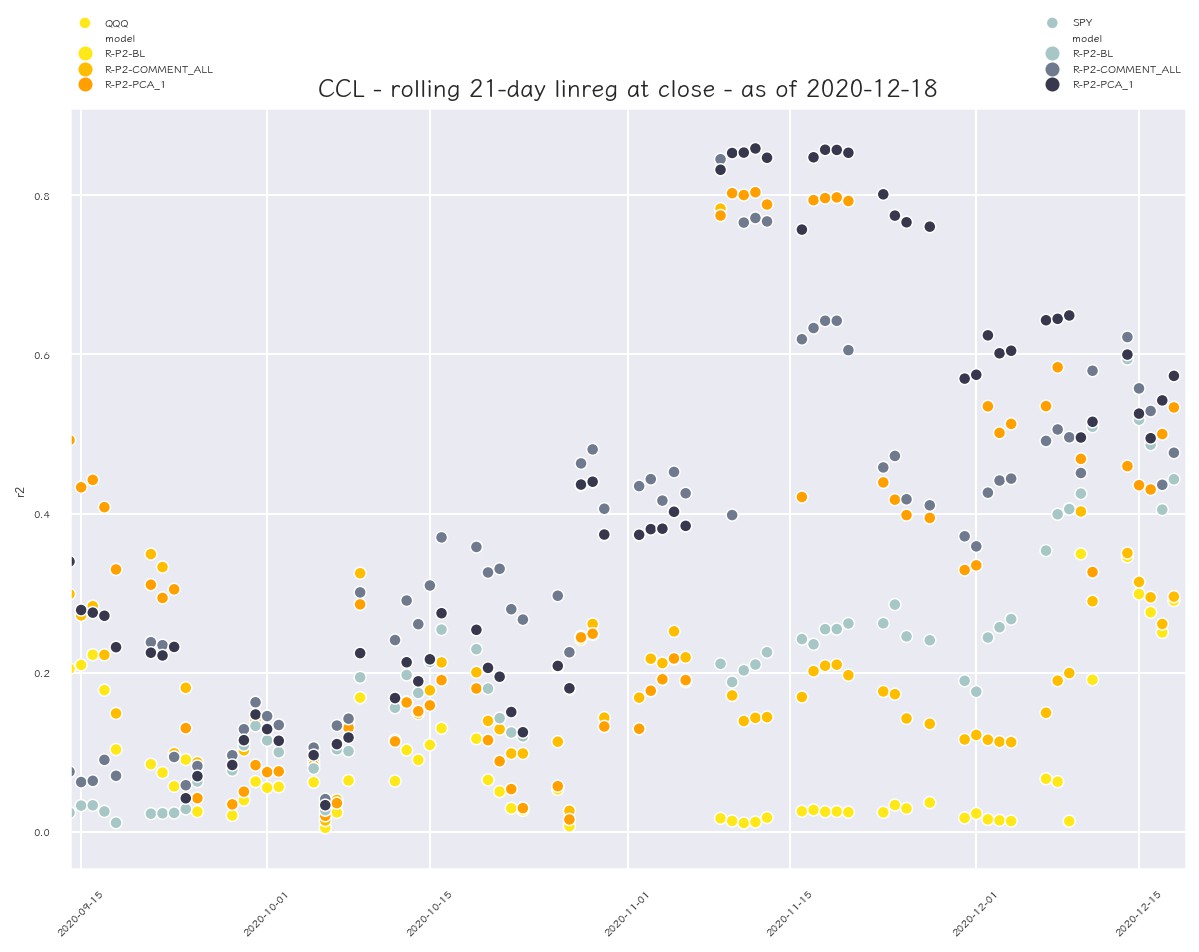 QQQ
model
R-P2-BL
R-P2-COMMENT_ALL
R-P2-PCA_1
SPY
model
R-P2-BL
R-P2-COMMENT_ALL
R-P2-PCA_1
CCL - rolling 21-day linreg at close - as of 2020-12-18
r2
0.8
0.6
0.4
0.2
0.0
2020-09-15
2020-10-01
2020-10-15
2020-11-01
2020-11-15
2020-12-01
2020-12-15